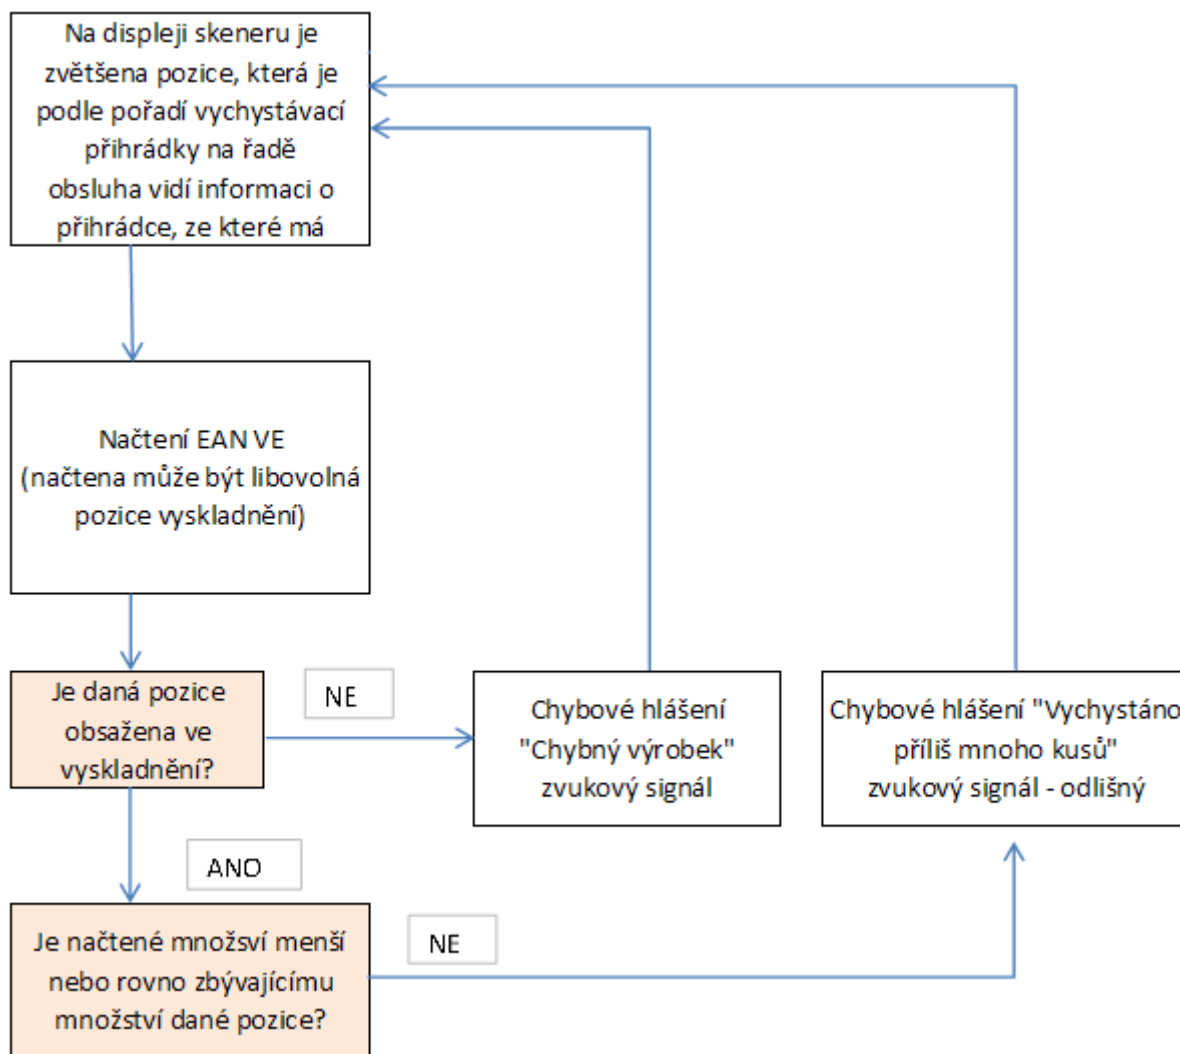 Na displeji skeneru je
zvětšena pozice, která je
podle pořadí vychystávací
přihrádky na řadě
obsluha vidí informaci o
přihrádce, ze které má
Načtení EAN VE
(načtena může být libovolná
pozice vyskladnění)
Je daná pozice
obsažena ve
vyskladnění?
NE
Chybové hlášení
"Chybný výrobek"
zvukový signál
Chybové hlášení "Vychystáno
příliš mnoho kusů"
zvukový signál - odlišný
ANO
Je načtené množsví menší
nebo rovno zbývajícímu
množství dané pozice?
NE